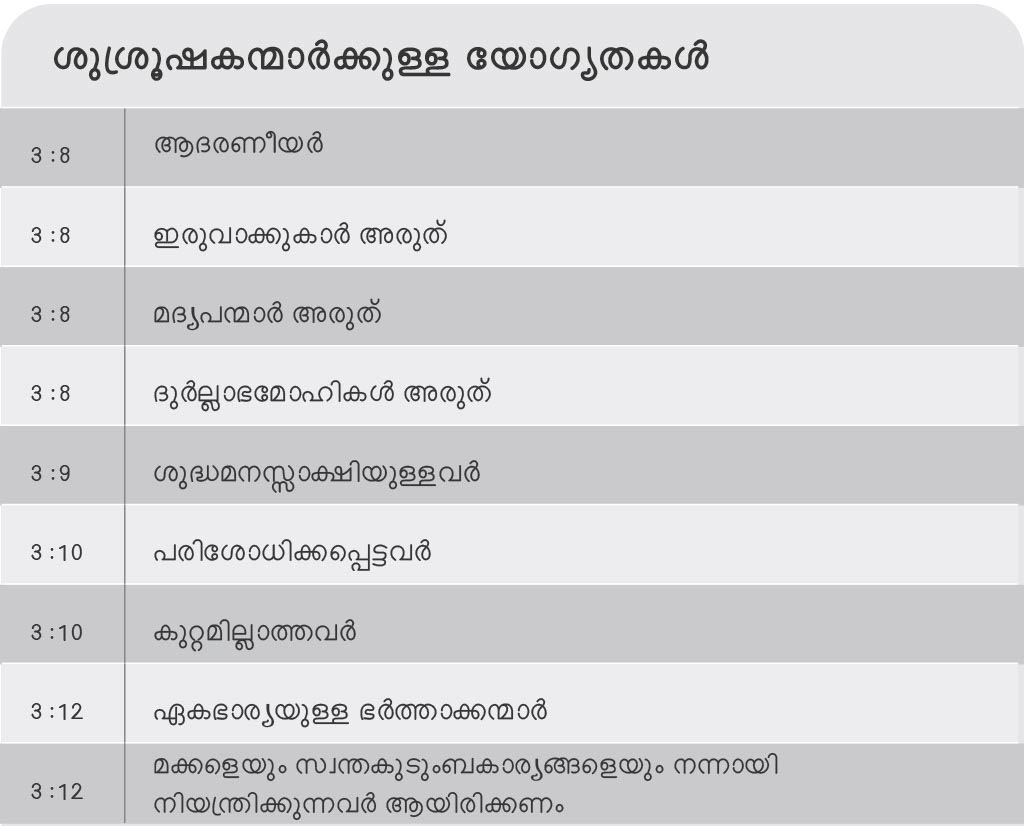 ശുശ്രൂഷകന്മാർക്കുള്ള യോഗ്യതകൾ
3 :8 ആദരണീയർ
3 :8 ഇരുവാക്കുകാർ അരുത്
3 :8 മദ്യപന്മാർ അരുത്
3 :8 ദുർല്ലാഭമോഹികൾ അരുത്
3 :9 ശുദ്ധമനസ്സാക്ഷിയുള്ളവർ
3 :10 പരിശോധിക്കപ്പെട്ടവർ
3 :10 കുറ്റമില്ലാത്തവർ
3 :12 ഏകഭാര്യയുള്ള ഭർത്താക്കന്മാർ
3 :12 മക്കളെയും സ്വന്തകുടുംബകാര്യങ്ങളെയും നന്നായി
നിയന്ത്രിക്കുന്നവർ ആയിരിക്കണം